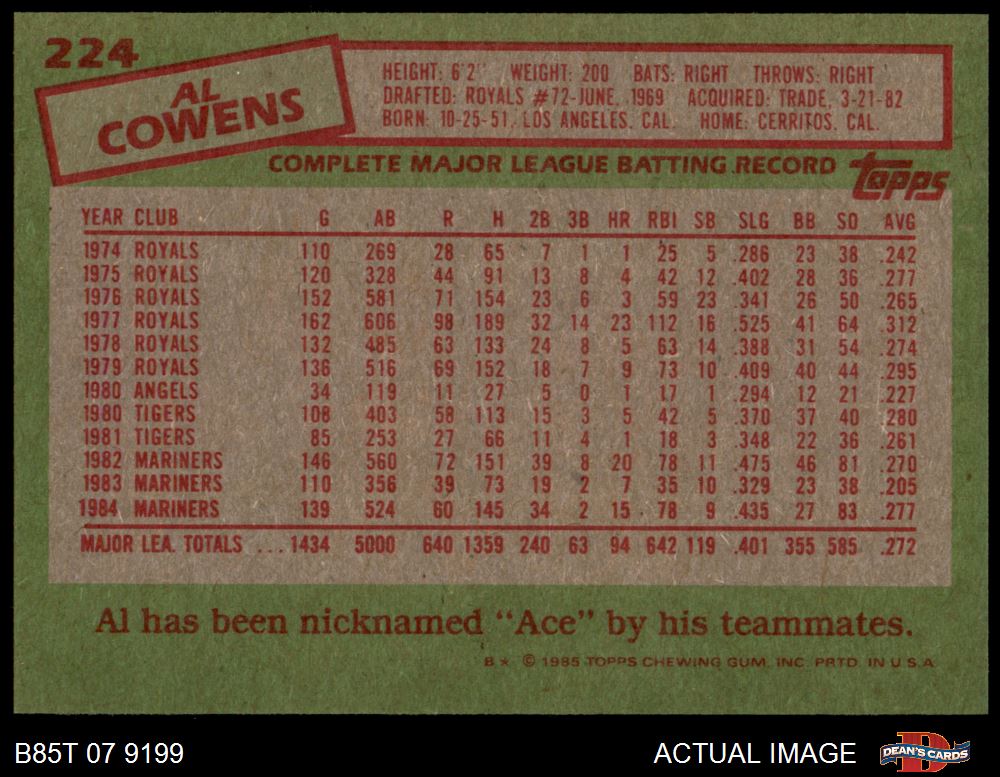 224
AL
COWENS
HEIGHT: 6'2" WEIGHT: 200 BATS: RIGHT THROWS: RIGHT
DRAFTED: ROYALS #72-JUNE, 1969 ACQUIRED: TRADE, 3-21-82
BORN: 10-25-51, LOS ANGELES, CAL. HOME: CERRITOS, CAL.
COMPLETE MAJOR LEAGUE BATTING RECORD
Topps
YEAR CLUB G AB R H 2B 3B HR RBI SB SLG BB SO AVG
1974 ROYALS 110 269 28 65 7 1 1 25 5 .286 23 38 .242
1975 ROYALS 120 328 44 91 13 8 4 42 12 .402 28 36 .277
1976 ROYALS 152 581 71 154 23 6 3 59 23 .341 26 50 .265
1977 ROYALS 162 606 98 189 32 14 23 112 16 .525 41 64 .312
1978 ROYALS 132 485 63 133 24 8 5 63 14 .388 31 54 .274
1979 ROYALS 136 516 69 152 18 7 9 73 10 .409 40 44 .295
1980 ANGELS 34 119 11 27 5 0 1 17 1 .294 12 21 .227
1980 TIGERS 108 403 58 113 15 3 5 42 5 .370 37 40 .280
1981 TIGERS 85 253 27 66 11 4 1 18 3 .348 22 36 .261
1982 MARINERS 146 560 72 151 39 8 20 78 11 .475 46 81 .270
1983 MARINERS 110 356 39 73 19 2 7 35 10 .329 23 38 .205
1984 MARINERS 139 524 60 145 34 2 15 78 9 .435 27 83 .277
MAJOR LEA. TOTALS ... 1434 5000 640 1359 240 63 94 642 119 .401 355 585 .272
Al has been nicknamed "Ace" by his teammates.
B * © 1985 TOPPS CHEWING GUM, INC. PRTD. IN U.S.A.
B85T 07 9199
ACTUAL IMAGE
D
DEAN'S CARDS